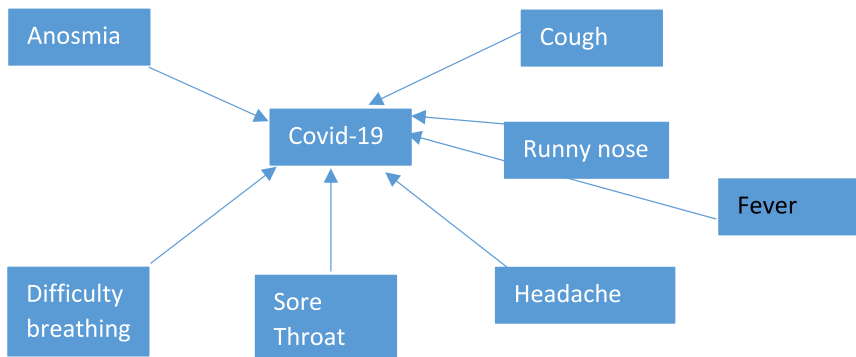 Anosmia
Cough
Covid-19
Runny nose
Fever
Difficulty
breathing
Sore
Throat
Headache